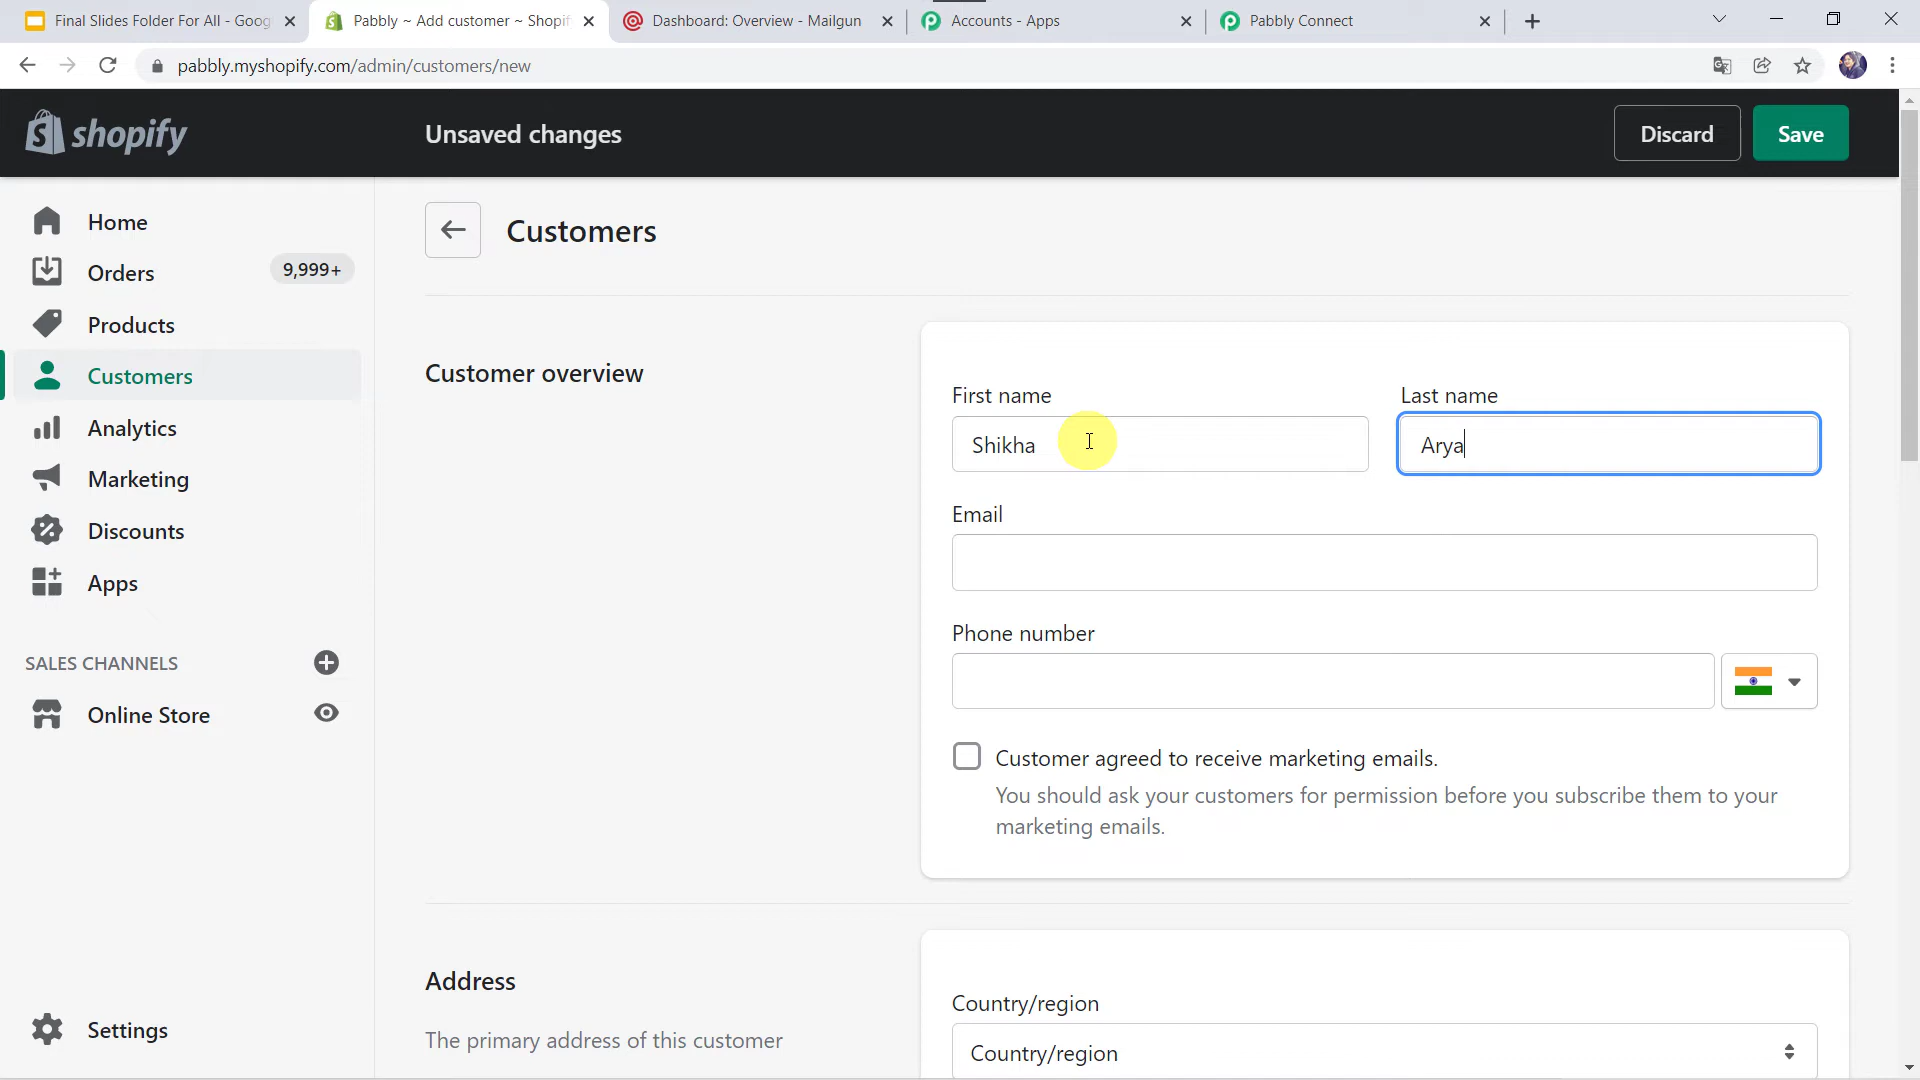 Final Slides Folder For All - Goog
Pabbly ~ Add customer ~ Shopif
Dashboard: Overview - Mailgun
Accounts - Apps
Pabbly Connect
pabbly.myshopify.com/admin/customers/new
shopify
Unsaved changes
Discard
Save
Home
Orders
9,999+
Products
Customers
Analytics
Marketing
Discounts
Apps
SALES CHANNELS
Online Store
Settings
Customers
Customer overview
First name
Last name
Shikha
Arya
Email
Phone number
Customer agreed to receive marketing emails.
You should ask your customers for permission before you subscribe them to your
marketing emails.
Address
The primary address of this customer
Country/region
Country/region